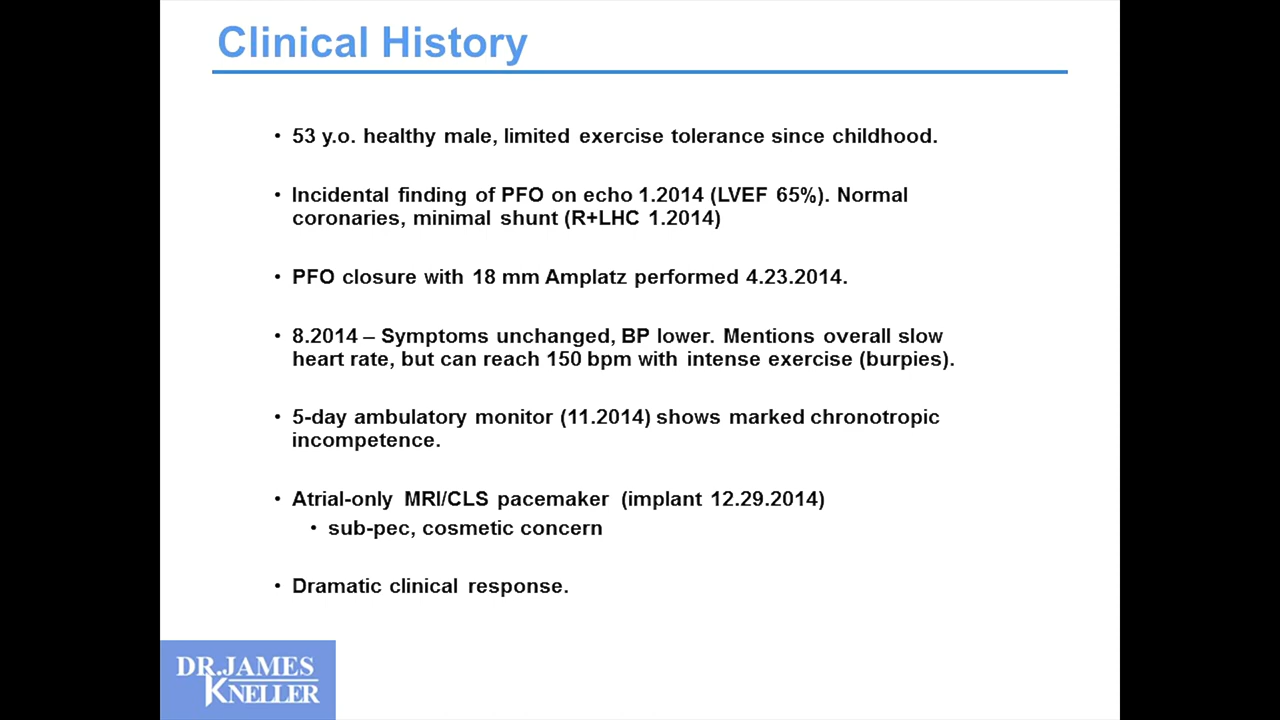 Clinical History
• 53 y.o. healthy male, limited exercise tolerance since childhood.
• Incidental finding of PFO on echo 1.2014 (LVEF 65%). Normal
coronaries, minimal shunt (R+LHC 1.2014)
• PFO closure with 18 mm Amplatz performed 4.23.2014.
• 8.2014 – Symptoms unchanged, BP lower. Mentions overall slow
heart rate, but can reach 150 bpm with intense exercise (burpies).
• 5-day ambulatory monitor (11.2014) shows marked chronotropic
incompetence.
• Atrial-only MRI/CLS pacemaker (implant 12.29.2014)
• sub-pec, cosmetic concern
• Dramatic clinical response.
DR.JAMES
KNELLER